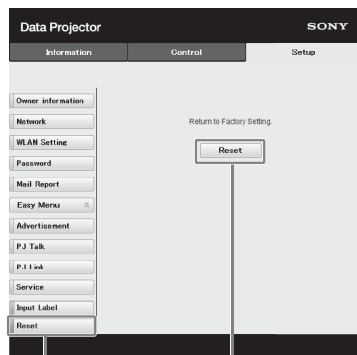 Data Projector SONY
Information Control Setup
Owner information
Network
WLAN Setting
Password
Mail Report
Easy Menu
Advertisement
PJ Talk
PJ Link
Service
Input Label
Reset
Return to Factory Setting.
Reset